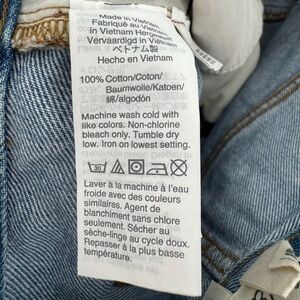 Made in Vietnam
Fabriqué au Vietnam
in Vietnam Hergestellt
Vervaardigd in Vietnam
ベトナム製
Hecho en Vietnam
100% Cotton/Coton/
Baumwolle/Katoen/
綿/algodón
Machine wash cold with
like colors. Non-chlorine
bleach only. Tumble dry
low. Iron on lowest setting.
30
Laver à la machine à l'eau
froide avec des couleurs
similaires. Agent de
blanchiment sans chlore
seulement. Sécher au
sèche-linge au cycle doux.
Repasser à la plus basse
température.